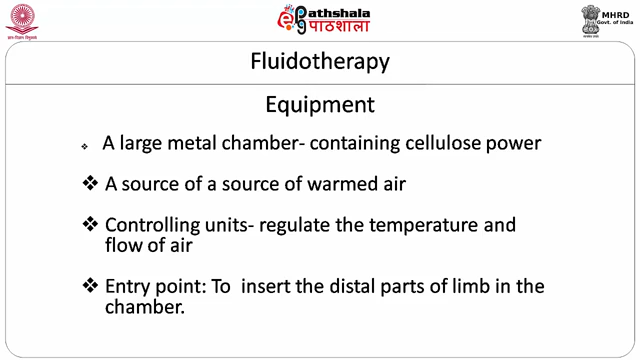 ePathshala
पाठशाला
MHRD
Govt. of India
Fluidotherapy
Equipment
❖ A large metal chamber- containing cellulose power
❖ A source of a source of warmed air
❖ Controlling units- regulate the temperature and
flow of air
❖ Entry point: To insert the distal parts of limb in the
chamber.